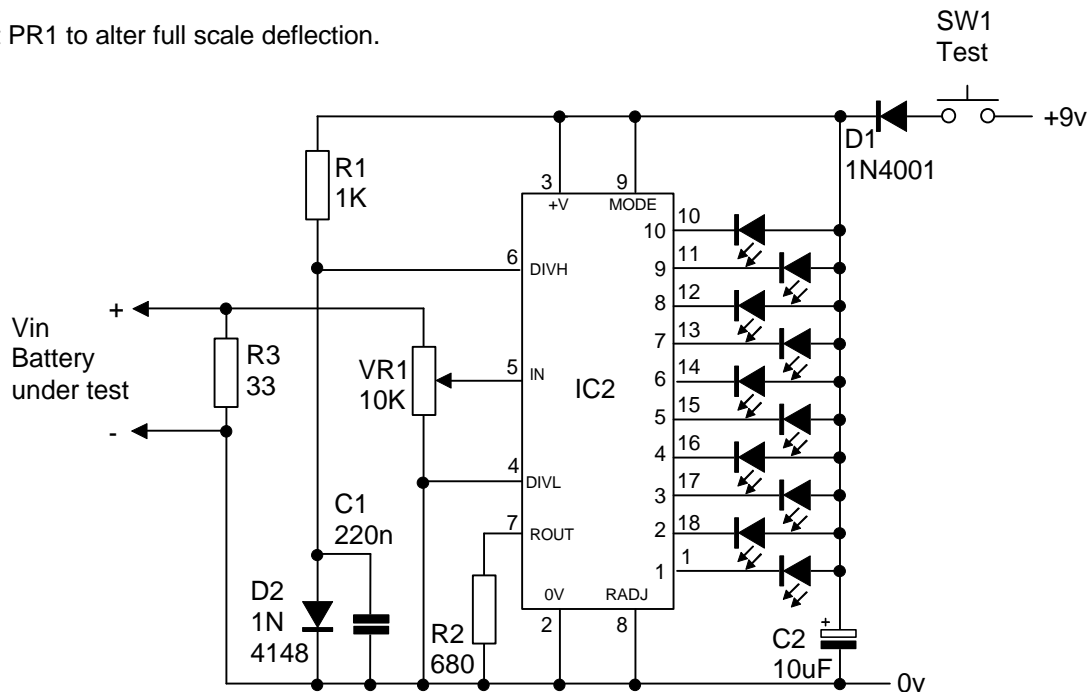 PR1 to alter full scale deflection.
SW1
Test
+9v
D1
1N4001
R1
1K
3
9
+V
MODE
10
10
11
9
6
DIVH
12
8
+
Vin
Battery
under test
-
R3
33
VR1
10K
5
IN
IC2
13
7
14
6
15
5
16
4
4
DIVL
17
3
C1
220n
7
ROUT
18
2
1
1
D2
1N
4148
R2
680
0V
RADJ
2
8
+
C2
10uF
0v